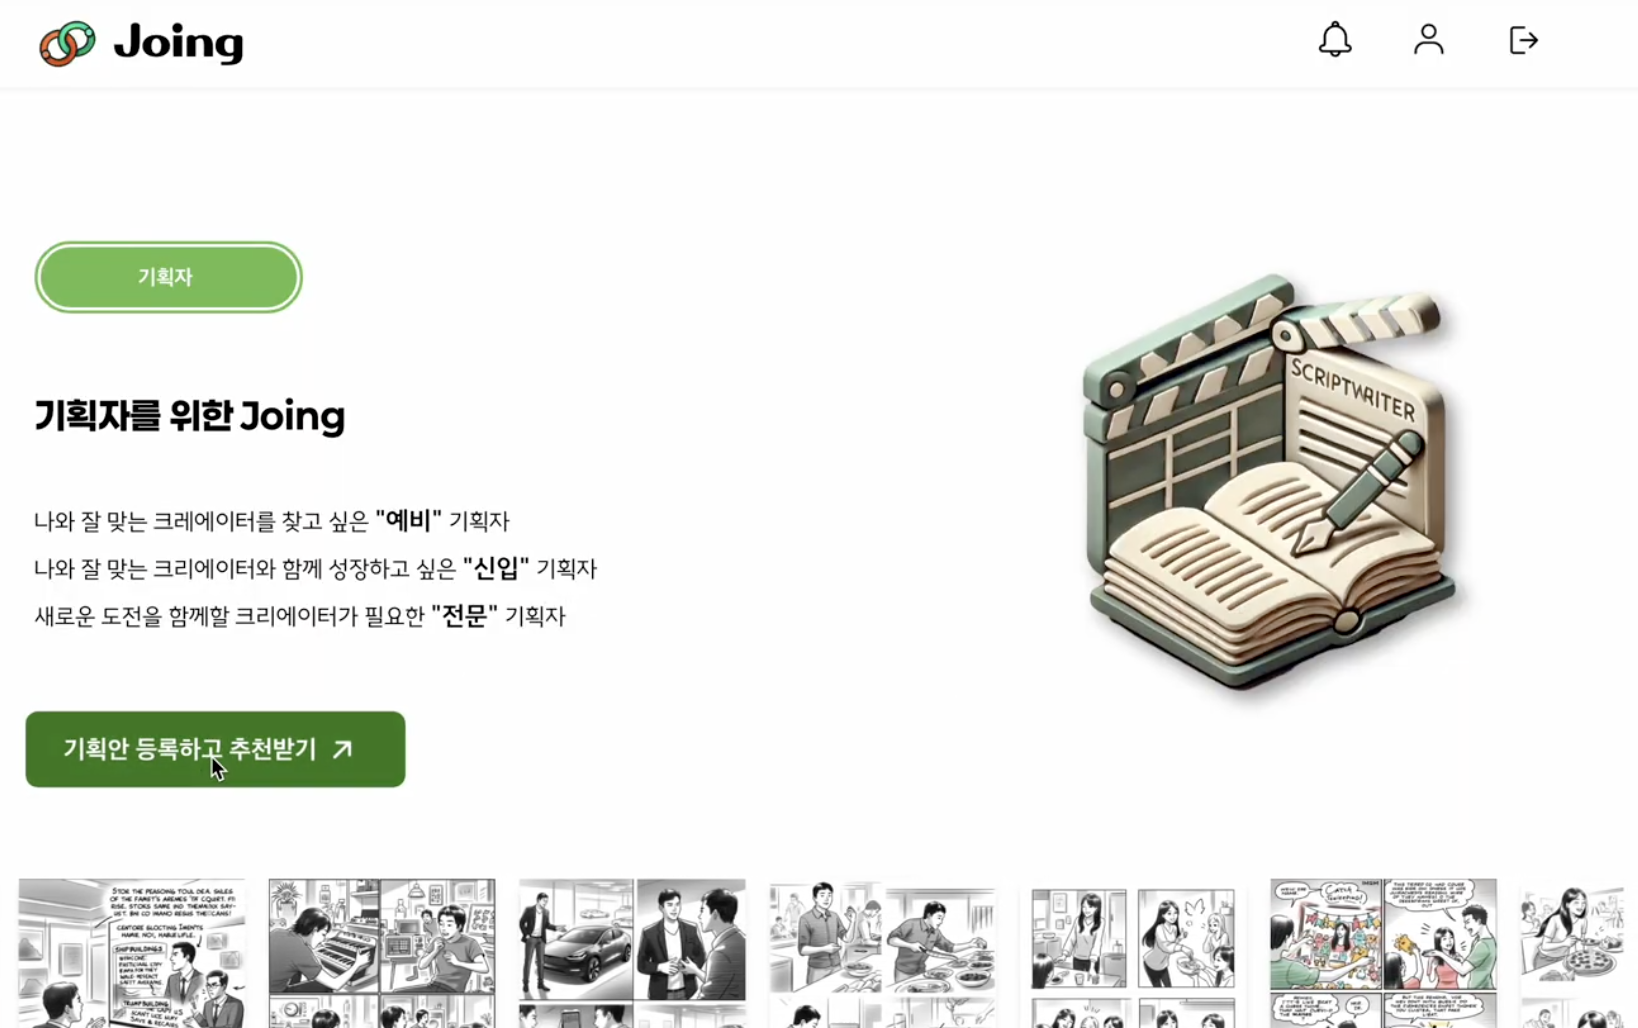 Joing
기획자
기획자를 위한 Joing
나와 잘 맞는 크레에이터를 찾고 싶은 "예비" 기획자
나와 잘 맞는 크리에이터와 함께 성장하고 싶은 "신입" 기획자
새로운 도전을 함께할 크리에이터가 필요한 "전문" 기획자
SCRIPTWRITER
기획안 등록하고 추천받기